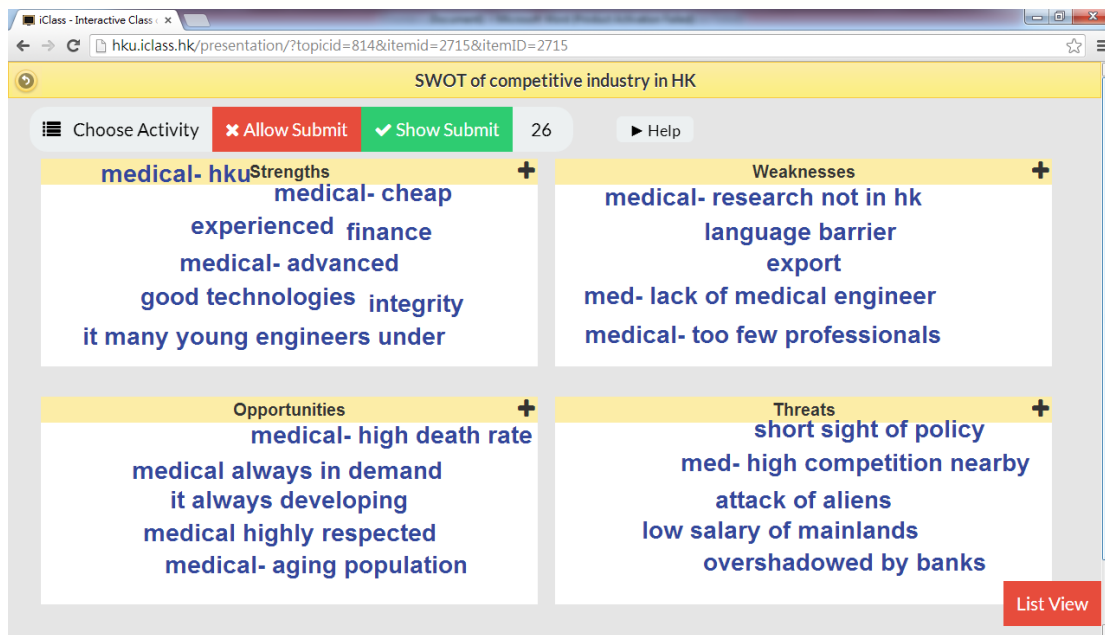 iClass - Interactive Class
hku.iclass.hk/presentation/?topicid=814&itemid=2715&itemID=2715
SWOT of competitive industry in HK
Choose Activity Allow Submit Show Submit 26 Help
Strengths
medical- hku
medical- cheap
experienced finance
medical- advanced
good technologies integrity
it many young engineers under
Weaknesses
medical- research not in hk
language barrier
export
med- lack of medical engineer
medical- too few professionals
Opportunities
medical- high death rate
medical always in demand
it always developing
medical highly respected
medical- aging population
Threats
short sight of policy
med- high competition nearby
attack of aliens
low salary of mainlands
overshadowed by banks
List View